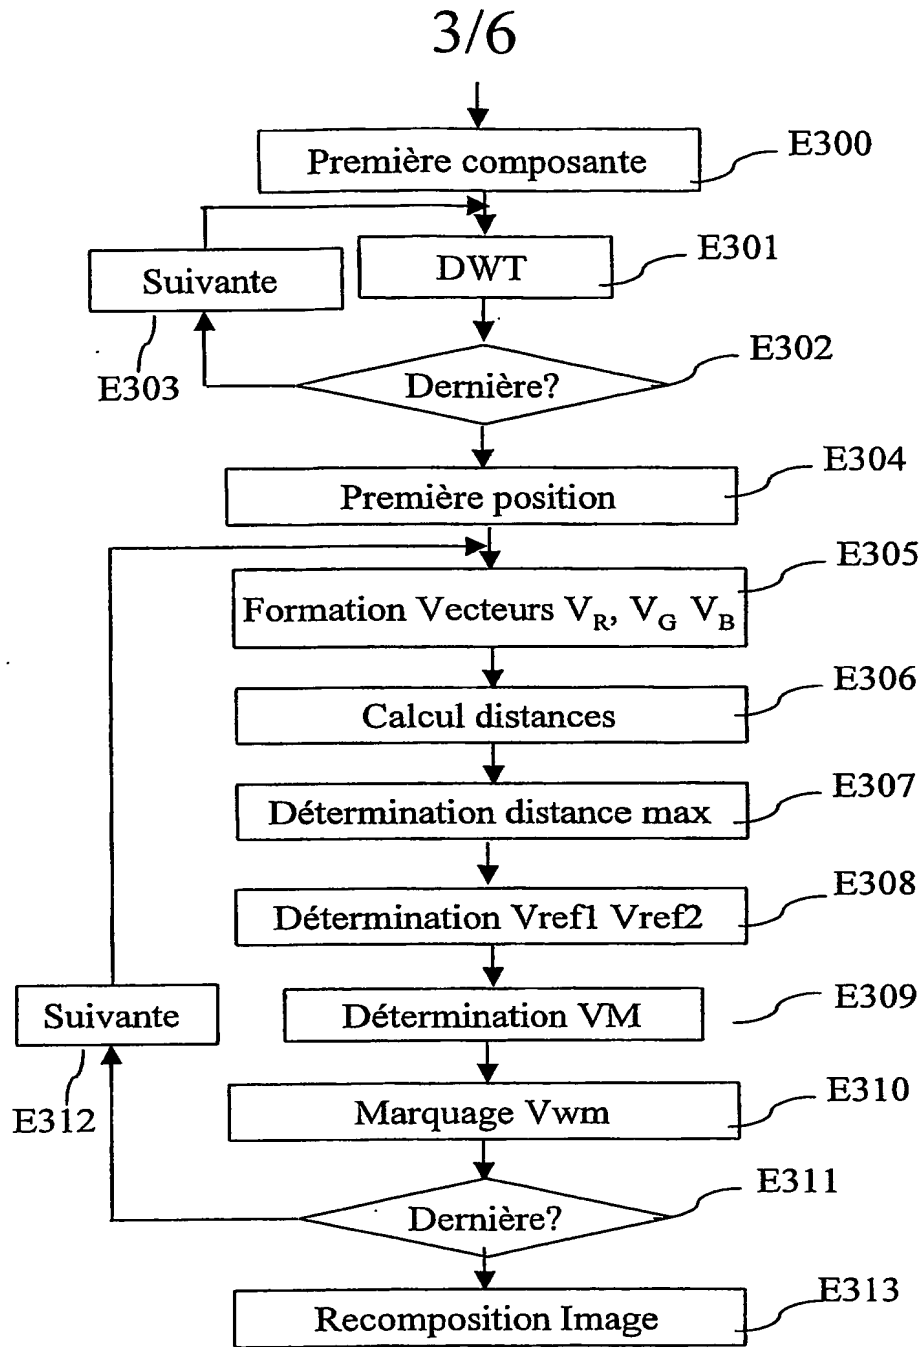 3/6
Première composante
E300
DWT
E301
Suivante
E303
Dernière?
E302
Première position
E304
Formation Vecteurs V_R, V_G V_B
E305
Calcul distances
E306
Détermination distance max
E307
Détermination Vref1 Vref2
E308
Détermination VM
E309
Suivante
E312
Marquage Vwm
E310
Dernière?
E311
Recomposition Image
E313